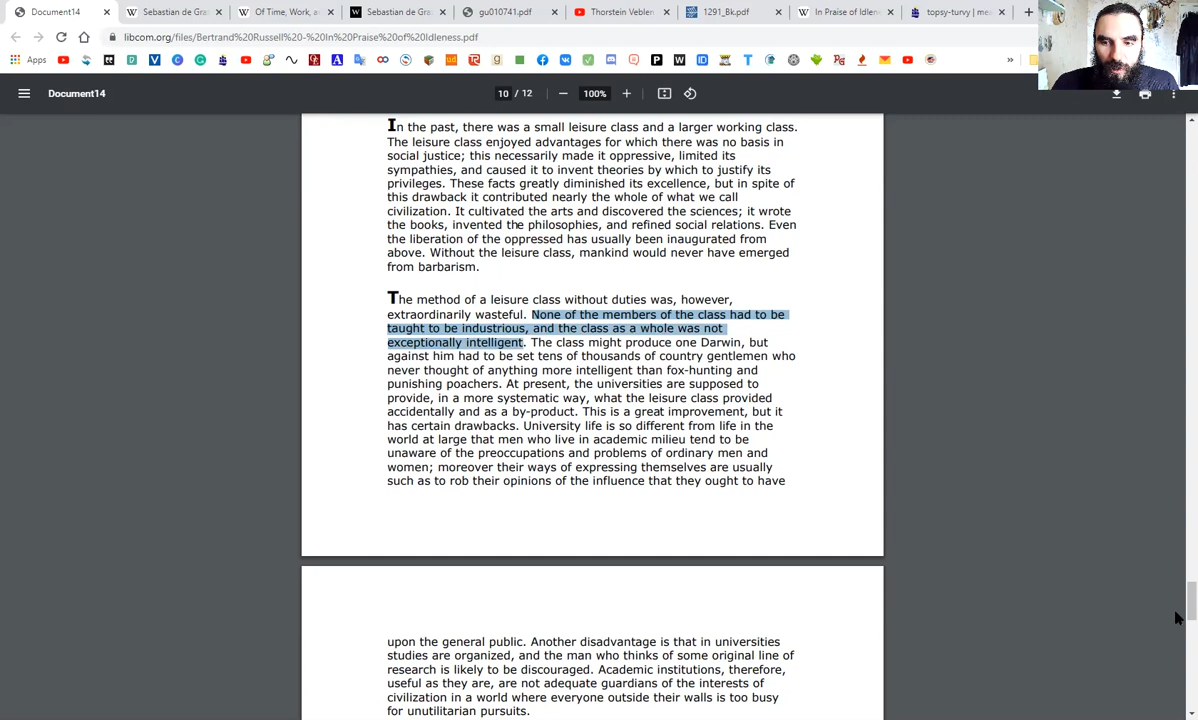 Document14
Sebastian de Gra
Of Time, Work, a
Sebastian de Gra
gu010741.pdf
Thorstein Veblen
1291_Bk.pdf
In Praise of Idlen
topsy-turvy | mea
libcom.org/files/Bertrand%20Russell%20-%20In%20Praise%20of%20Idleness.pdf
Apps
Document14
10 / 12
100%
In the past, there was a small leisure class and a larger working class.
The leisure class enjoyed advantages for which there was no basis in
social justice; this necessarily made it oppressive, limited its
sympathies, and caused it to invent theories by which to justify its
privileges. These facts greatly diminished its excellence, but in spite of
this drawback it contributed nearly the whole of what we call
civilization. It cultivated the arts and discovered the sciences; it wrote
the books, invented the philosophies, and refined social relations. Even
the liberation of the oppressed has usually been inaugurated from
above. Without the leisure class, mankind would never have emerged
from barbarism.
The method of a leisure class without duties was, however,
extraordinarily wasteful. None of the members of the class had to be
taught to be industrious, and the class as a whole was not
exceptionally intelligent. The class might produce one Darwin, but
against him had to be set tens of thousands of country gentlemen who
never thought of anything more intelligent than fox-hunting and
punishing poachers. At present, the universities are supposed to
provide, in a more systematic way, what the leisure class provided
accidentally and as a by-product. This is a great improvement, but it
has certain drawbacks. University life is so different from life in the
world at large that men who live in academic milieu tend to be
unaware of the preoccupations and problems of ordinary men and
women; moreover their ways of expressing themselves are usually
such as to rob their opinions of the influence that they ought to have
upon the general public. Another disadvantage is that in universities
studies are organized, and the man who thinks of some original line of
research is likely to be discouraged. Academic institutions, therefore,
useful as they are, are not adequate guardians of the interests of
civilization in a world where everyone outside their walls is too busy
for unutilitarian pursuits.